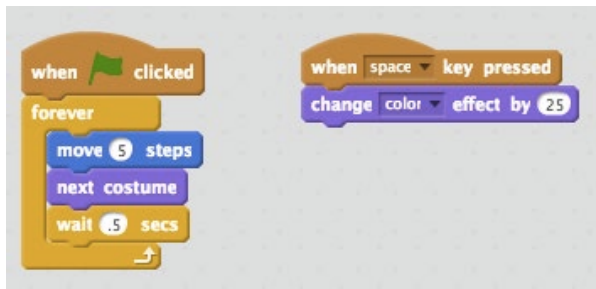 when clicked
forever
move 5 steps
next costume
wait .5 secs
when space key pressed
change color effect by 25